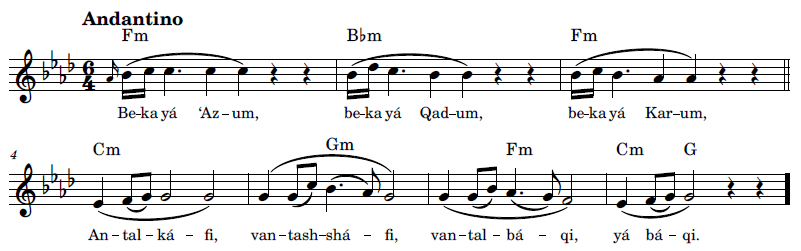 Andantino
Fm B♭m Fm
6
4
Be-ka yá ‘Az–um, be-ka yá Qad–um, be-ka yá Kar–um,
4
Cm Gm Fm Cm G
An–tal–ká–fi, van–tash–shá–fi, van–tal–bá–qi, yá bá–qi.